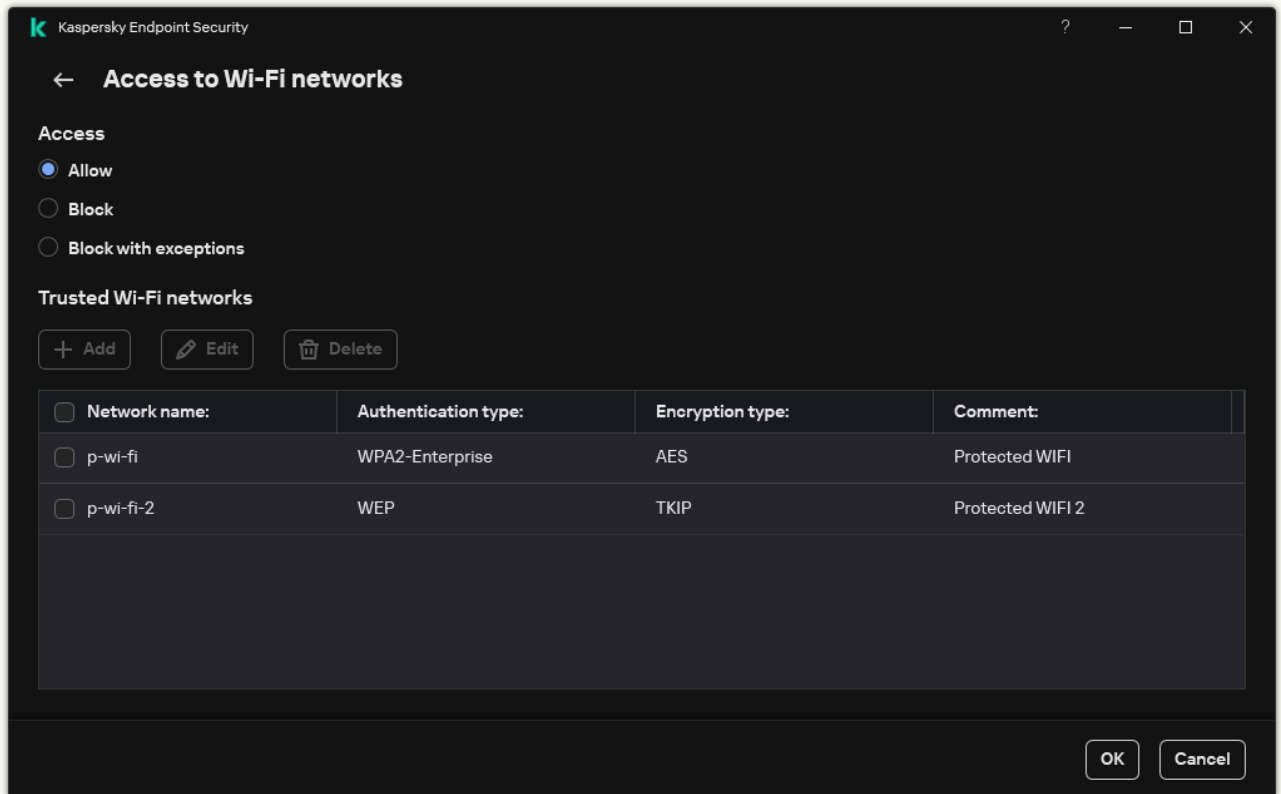 Kaspersky Endpoint Security ?
Access to Wi-Fi networks
Access
Allow
Block
Block with exceptions
Trusted Wi-Fi networks
Add Edit Delete
Network name: Authentication type: Encryption type: Comment:
p-wi-fi WPA2-Enterprise AES Protected WIFI
p-wi-fi-2 WEP TKIP Protected WIFI 2
OK Cancel